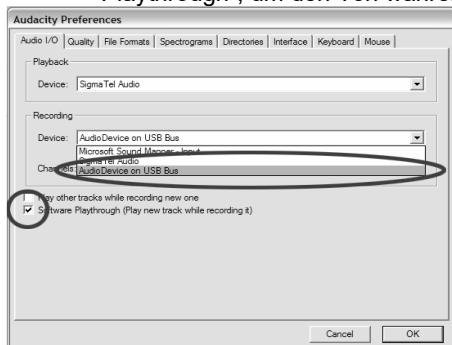 Playthrough", um den Ton währe
Audacity Preferences
Audio I/O Quality File Formats Spectrograms Directories Interface Keyboard Mouse
Playback
Device: SigmaTel Audio
Recording
Device: AudioDevice on USB Bus
Microsoft Sound Mapper - Input
SigmaTel Audio
Channels AudioDevice on USB Bus
Play other tracks while recording new one
Software Playthrough (Play new track while recording it)
Cancel OK